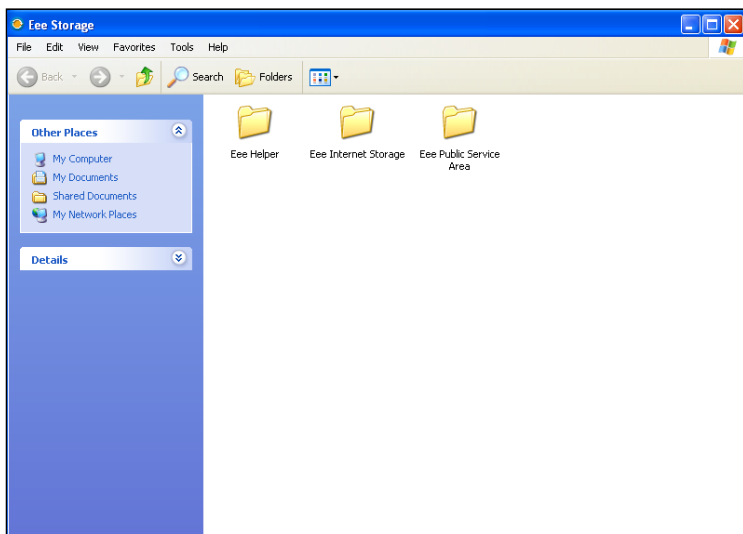 Eee Storage
File Edit View Favorites Tools Help
Back Search Folders
Other Places
My Computer
My Documents
Shared Documents
My Network Places
Details
Eee Helper Eee Internet Storage Eee Public Service
Area